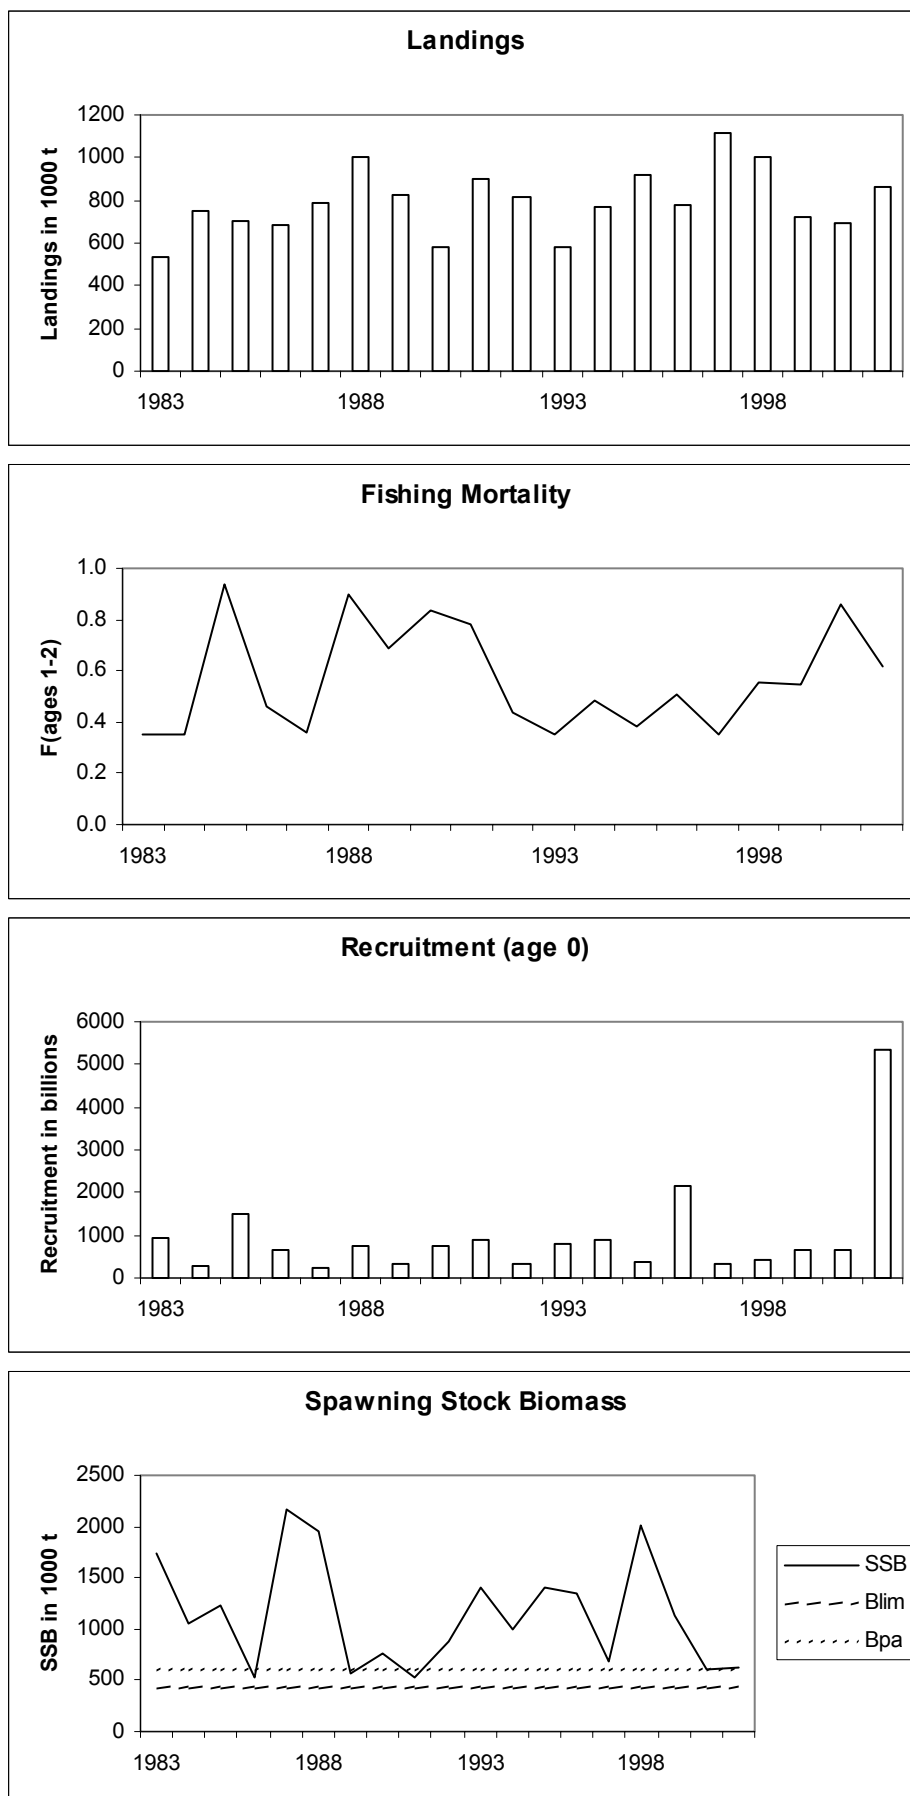 Landings
Landings in 1000 t
1200
1000
800
600
400
200
0
1983 1988 1993 1998
Fishing Mortality
F(ages 1-2)
1.0
0.8
0.6
0.4
0.2
0.0
1983 1988 1993 1998
Recruitment (age 0)
Recruitment in billions
6000
5000
4000
3000
2000
1000
0
1983 1988 1993 1998
Spawning Stock Biomass
SSB in 1000 t
2500
2000
1500
1000
500
0
1983 1988 1993 1998
SSB
Blim
Bpa